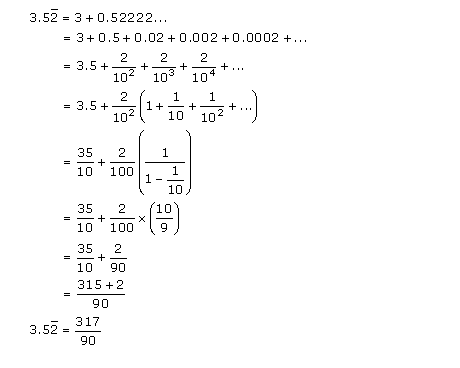 3.52̅ = 3 + 0.52222...
= 3 + 0.5 + 0.02 + 0.002 + 0.0002 + ...
= 3.5 + 2/10² + 2/10³ + 2/10⁴ + ...
= 3.5 + 2/10² (1 + 1/10 + 1/10² + ...)
= 35/10 + 2/100 (1/(1 − 1/10))
= 35/10 + 2/100 × (10/9)
= 35/10 + 2/90
= (315 + 2)/90
3.52̅ = 317/90